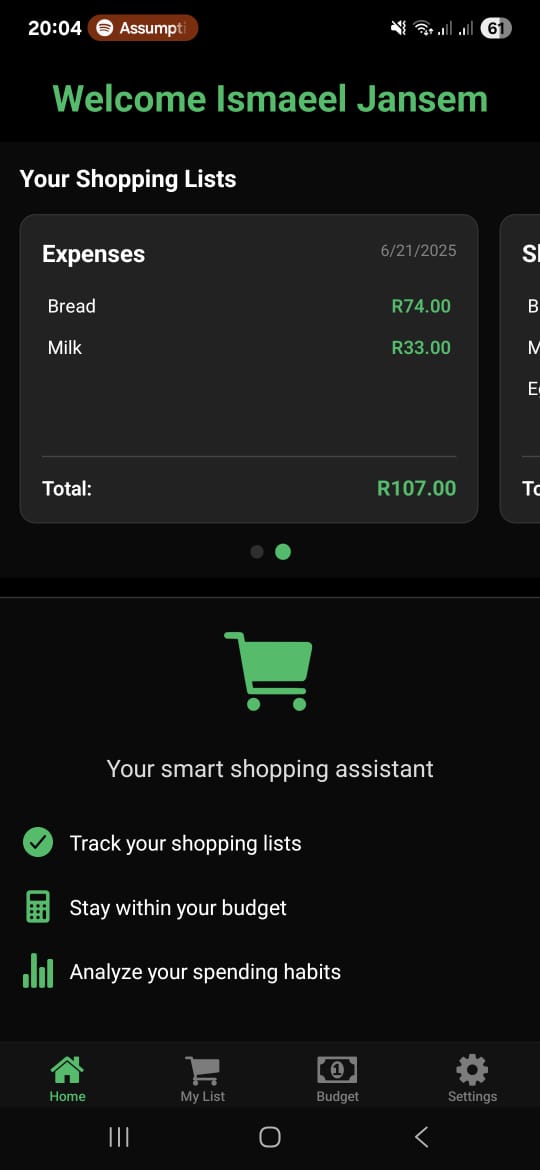 20:04 Assumpti 61
Welcome Ismaeel Jansem
Your Shopping Lists
Expenses 6/21/2025
Bread R74.00
Milk R33.00
Total: R107.00
Your smart shopping assistant
Track your shopping lists
Stay within your budget
Analyze your spending habits
Home My List Budget Settings